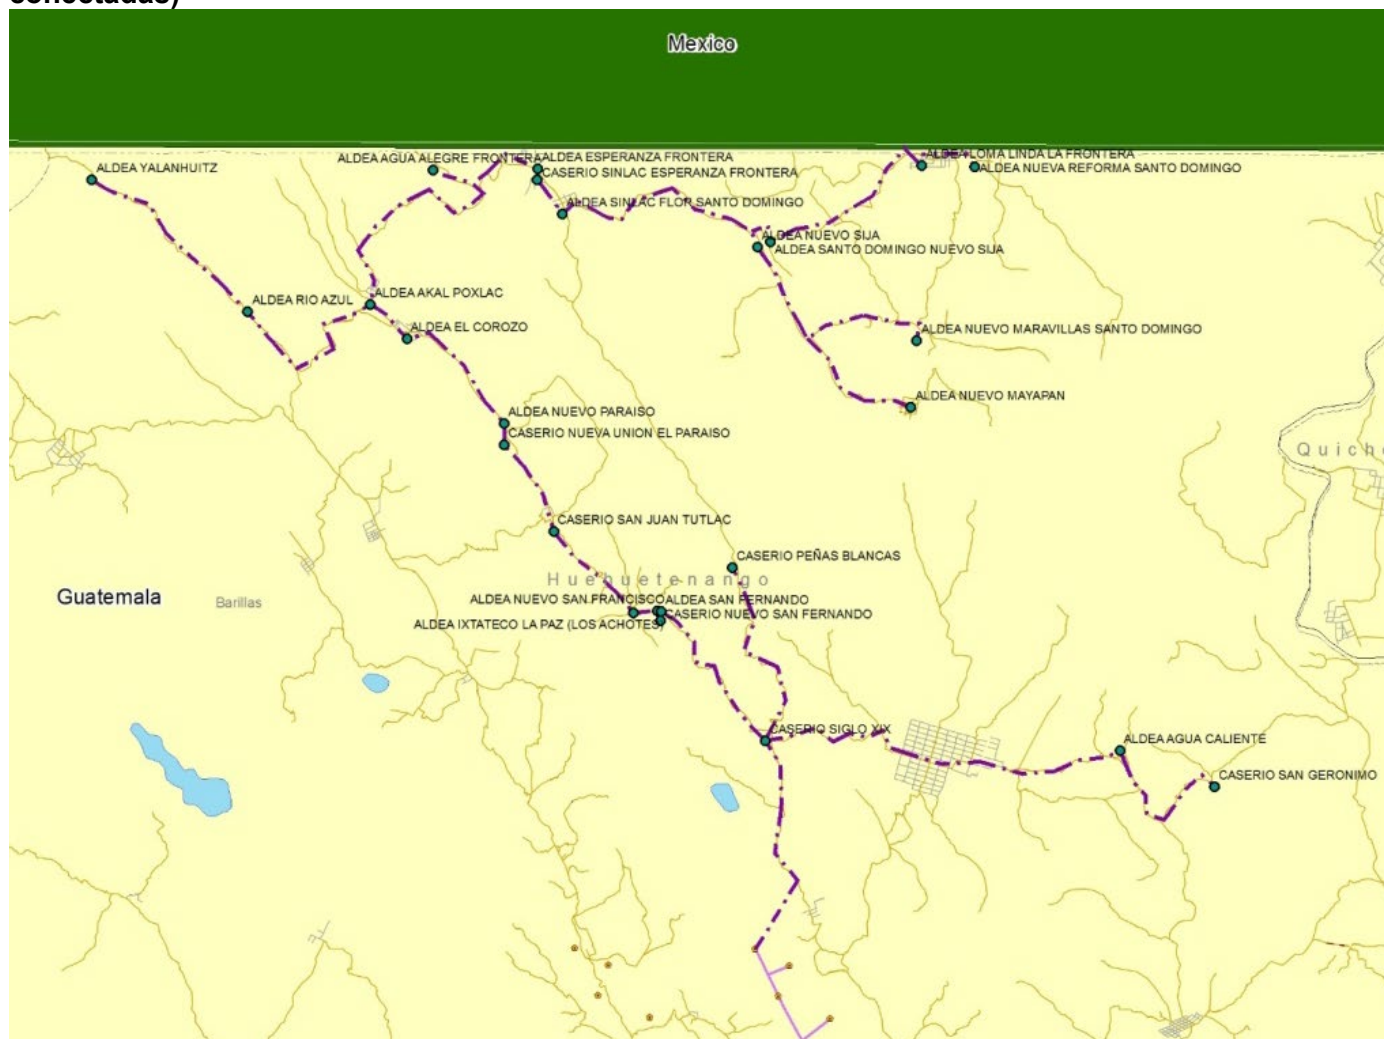 conectadas)
Mexico
ALDEA YALANHUITZ
ALDEA AGUA ALEGRE FRONTERA
ALDEA ESPERANZA FRONTERA
CASERIO SINLAC ESPERANZA FRONTERA
ALDEA LOMA LINDA LA FRONTERA
ALDEA NUEVA REFORMA SANTO DOMINGO
ALDEA SINLAC FLOR SANTO DOMINGO
ALDEA NUEVO SIJA
ALDEA SANTO DOMINGO NUEVO SIJA
ALDEA RIO AZUL
ALDEA AKAL POXLAC
ALDEA EL COROZO
ALDEA NUEVO MARAVILLAS SANTO DOMINGO
ALDEA NUEVO MAYAPAN
ALDEA NUEVO PARAISO
CASERIO NUEVA UNION EL PARAISO
Quiche
CASERIO SAN JUAN TUTLAC
CASERIO PEÑAS BLANCAS
Huehuetenango
Guatemala
Barillas
ALDEA NUEVO SAN FRANCISCO
ALDEA SAN FERNANDO
CASERIO NUEVO SAN FERNANDO
ALDEA IXTATECO LA PAZ (LOS ACHOTES)
CASERIO SIGLO XIX
ALDEA AGUA CALIENTE
CASERIO SAN GERONIMO